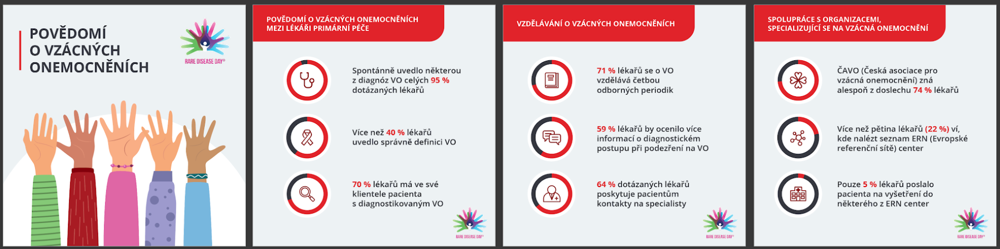 POVĚDOMÍ
O VZÁCNÝCH
ONEMOCNĚNÍCH
RARE DISEASE DAY®
POVĚDOMÍ O VZÁCNÝCH ONEMOCNĚNÍCH
MEZI LÉKÁŘI PRIMÁRNÍ PÉČE
Spontánně uvedlo některou
z diagnóz VO celých 95 %
dotázaných lékařů
Více než 40 % lékařů
uvedlo správně definici VO
70 % lékařů má ve své
klientele pacienta
s diagnostikovaným VO
RARE DISEASE DAY®
VZDĚLÁVÁNÍ O VZÁCNÝCH ONEMOCNĚNÍCH
71 % lékařů se o VO
vzdělává četbou
odborných periodik
59 % lékařů by ocenilo více
informací o diagnostickém
postupu při podezření na VO
64 % dotázaných lékařů
poskytuje pacientům
kontakty na specialisty
RARE DISEASE DAY®
SPOLUPRÁCE S ORGANIZACEMI,
SPECIALIZUJÍCÍ SE NA VZÁCNÁ ONEMOCNĚNÍ
ČAVO (Česká asociace pro
vzácná onemocnění) zná
alespoň z doslechu 74 % lékařů
Více než pětina lékařů (22 %) ví,
kde nalézt seznam ERN (Evropské
referenční sítě) center
Pouze 5 % lékařů poslalo
pacienta na vyšetření do
některého z ERN center
RARE DISEASE DAY®